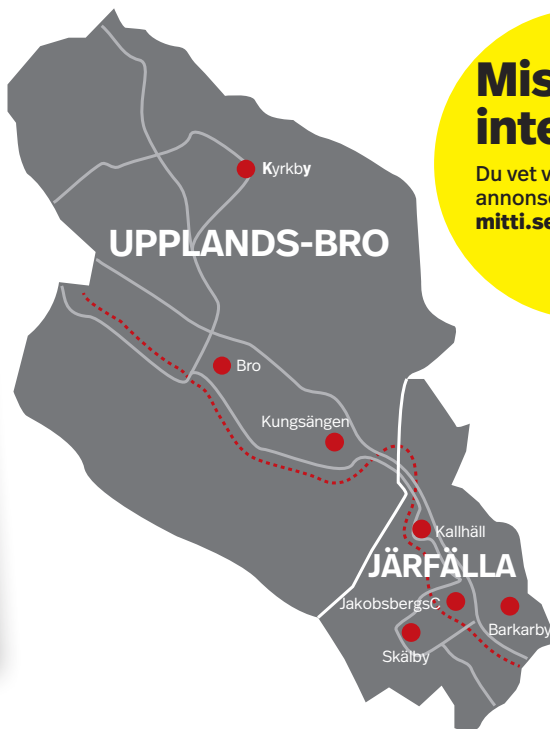 Kyrkby
UPPLANDS-BRO
Bro
Kungsängen
Kallhäll
JÄRFÄLLA
JakobsbergsC
Barkarby
Skälby
Mis
inte
Du vet v
annonse
mitti.se